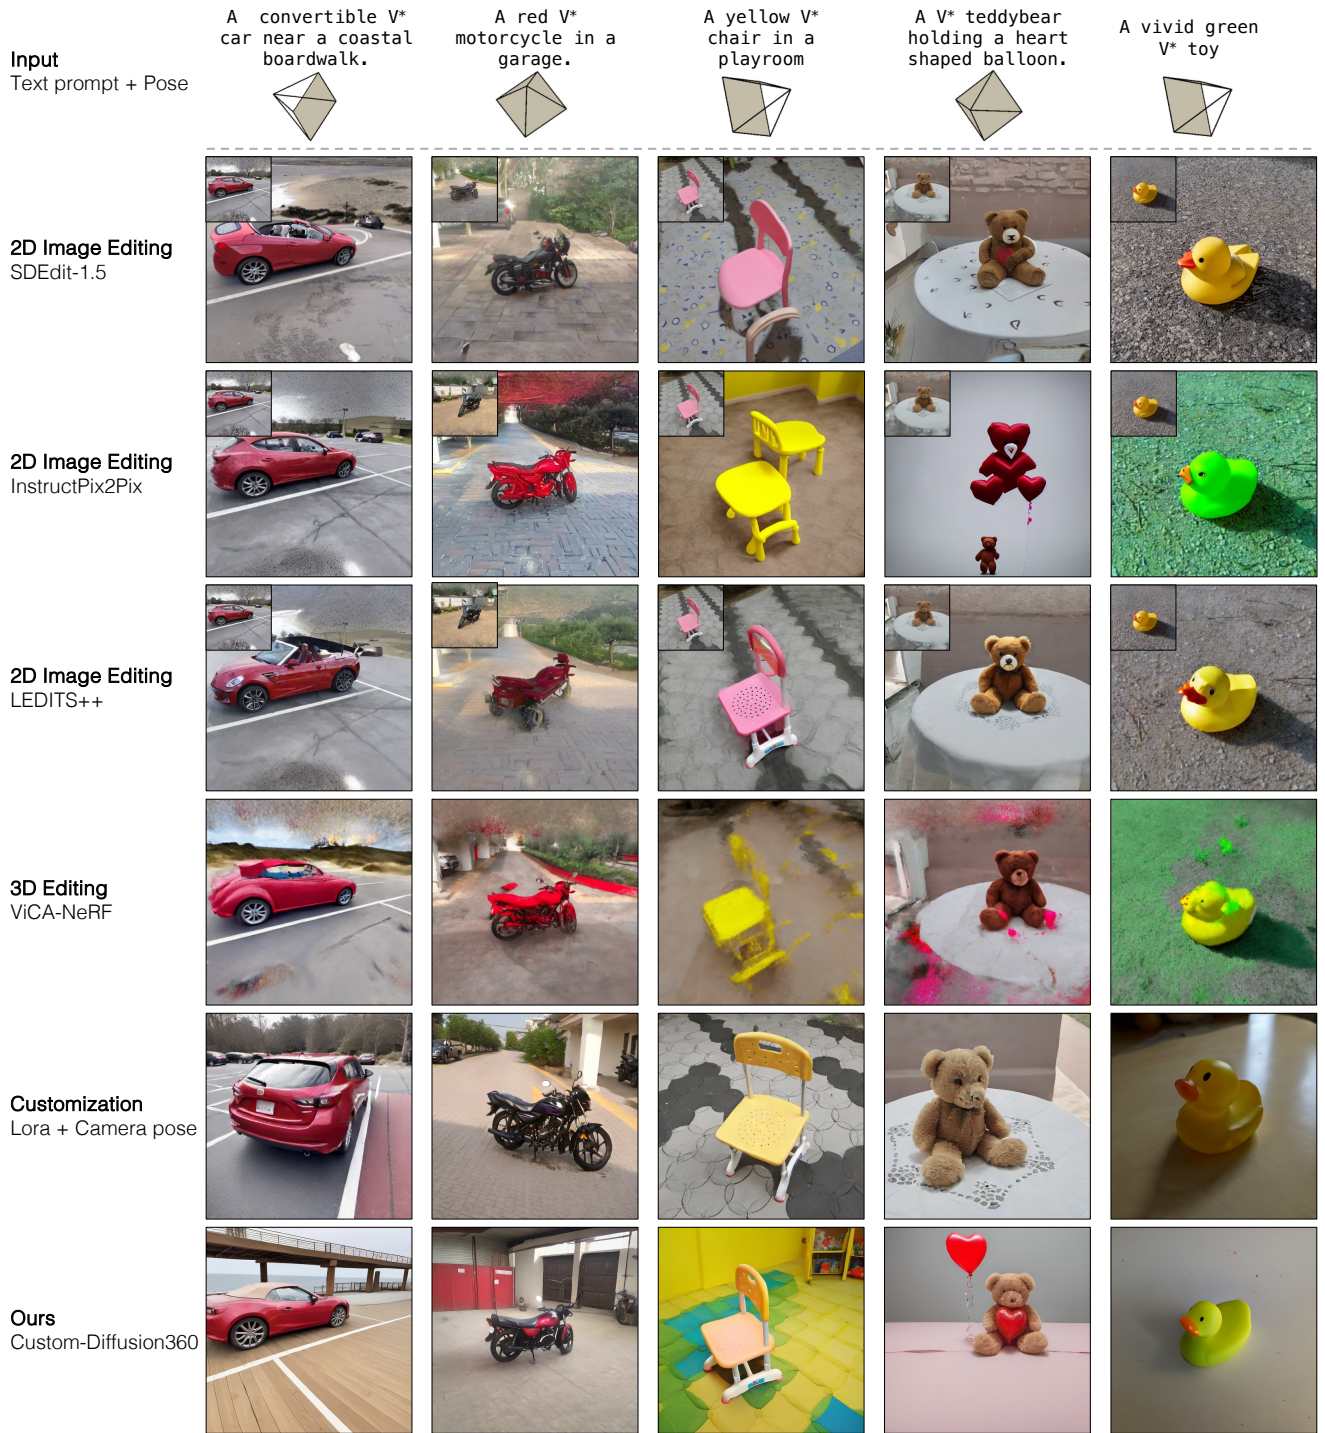 Input
Text prompt + Pose
A convertible V*
car near a coastal
boardwalk.
A red V*
motorcycle in a
garage.
A yellow V*
chair in a
playroom
A V* teddybear
holding a heart
shaped balloon.
A vivid green
V* toy
2D Image Editing
SDEdit-1.5
2D Image Editing
InstructPix2Pix
2D Image Editing
LEDITS++
3D Editing
ViCA-NeRF
Customization
Lora + Camera pose
Ours
Custom-Diffusion360